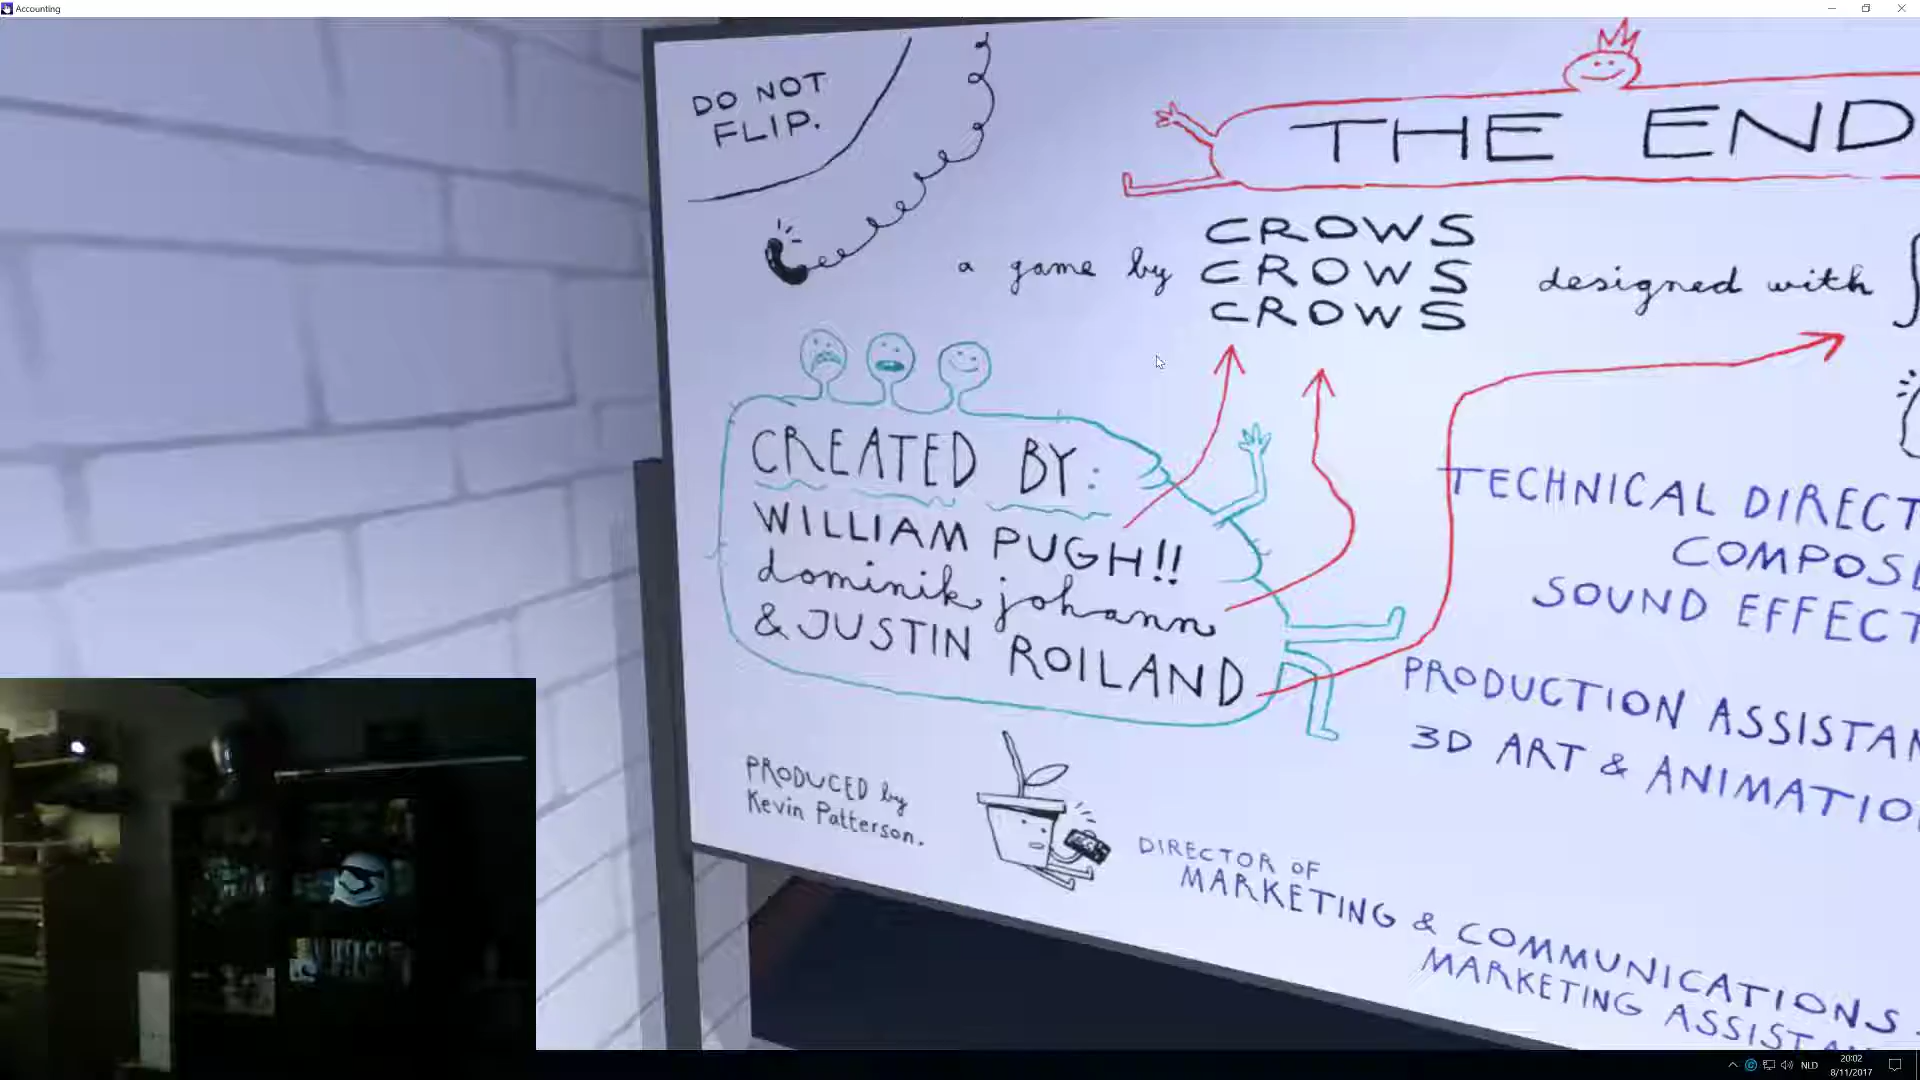 Accounting
DO NOT
FLIP.
THE END
a game by
CROWS
CROWS
CROWS
designed with
CREATED BY:
WILLIAM PUGH!!
dominik johann
& JUSTIN ROILAND
TECHNICAL DIRECT
COMPOS
SOUND EFFECT
PRODUCTION ASSISTAN
3D ART & ANIMATIO
PRODUCED by
Kevin Patterson.
DIRECTOR OF
MARKETING & COMMUNICATIONS
MARKETING ASSISTA
NLD
20:02
8/11/2017